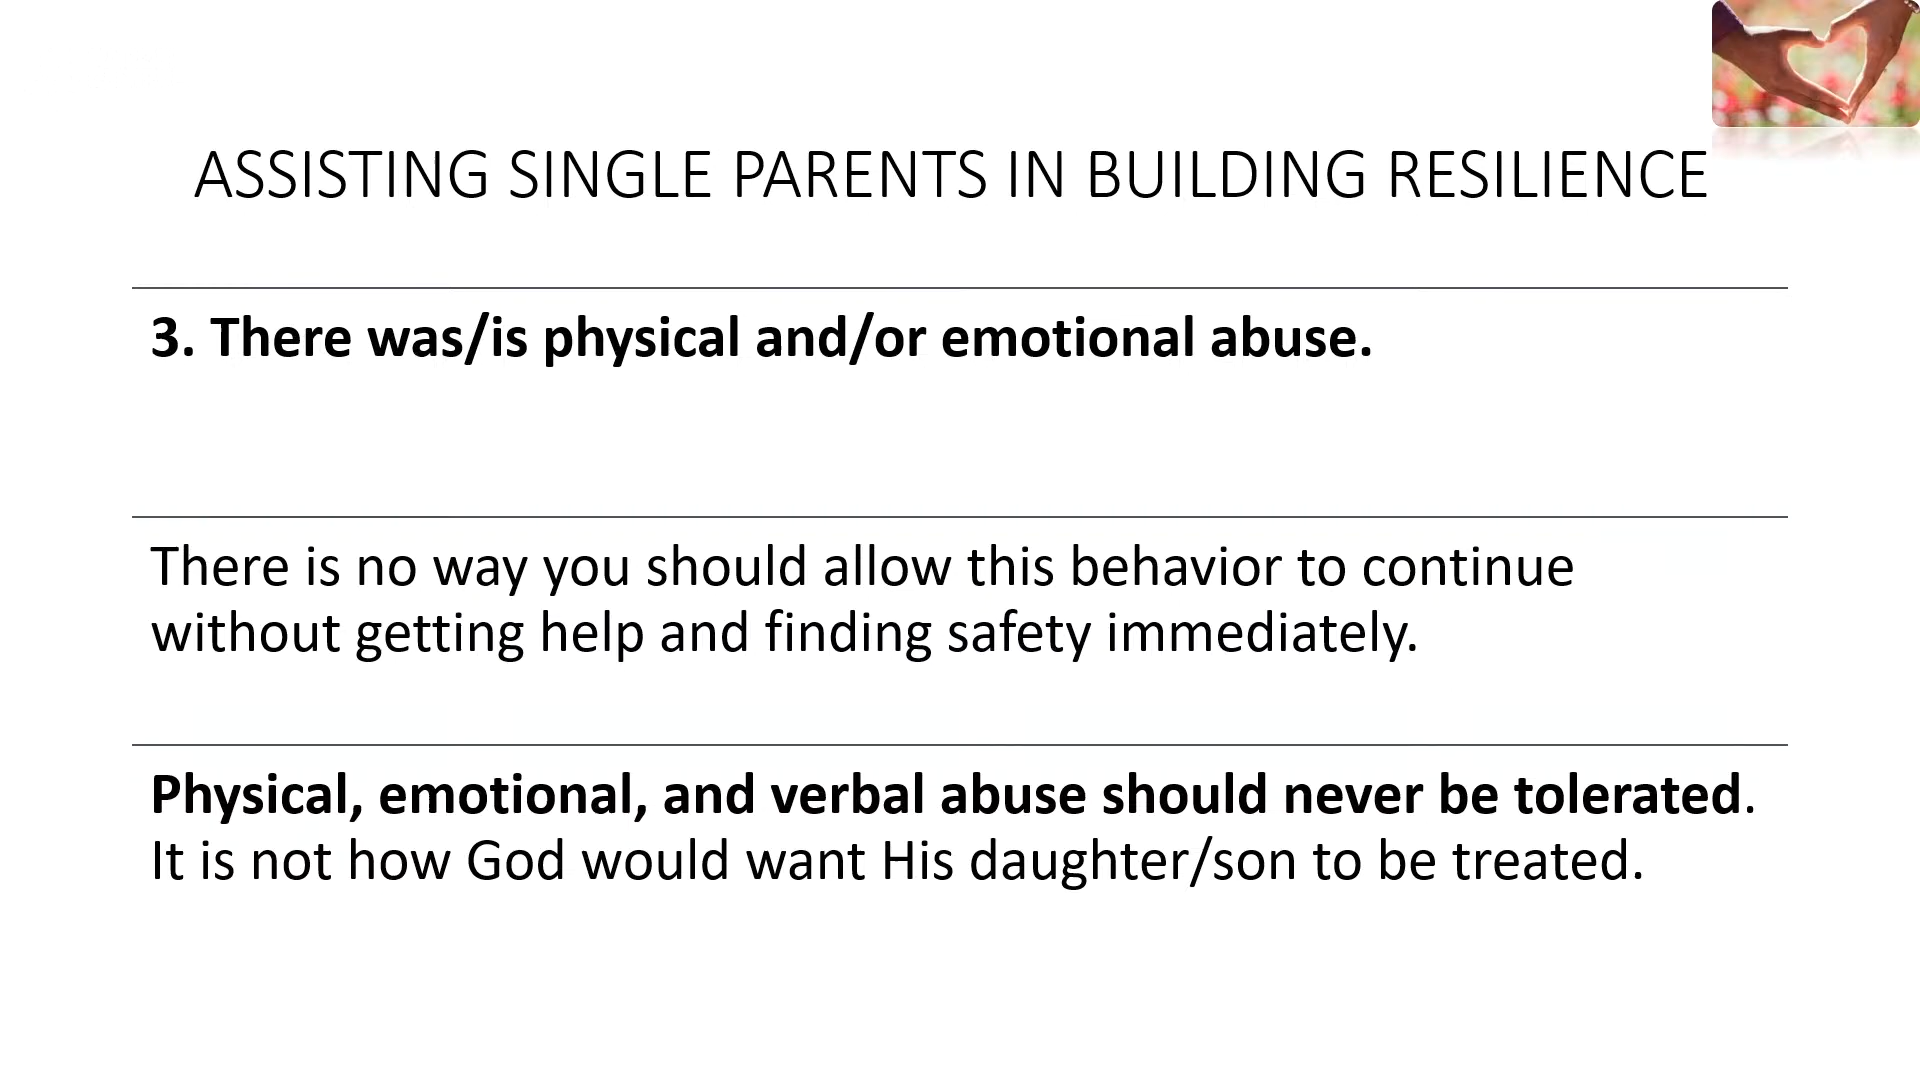 ASSISTING SINGLE PARENTS IN BUILDING RESILIENCE
3. There was/is physical and/or emotional abuse.
There is no way you should allow this behavior to continue
without getting help and finding safety immediately.
Physical, emotional, and verbal abuse should never be tolerated.
It is not how God would want His daughter/son to be treated.